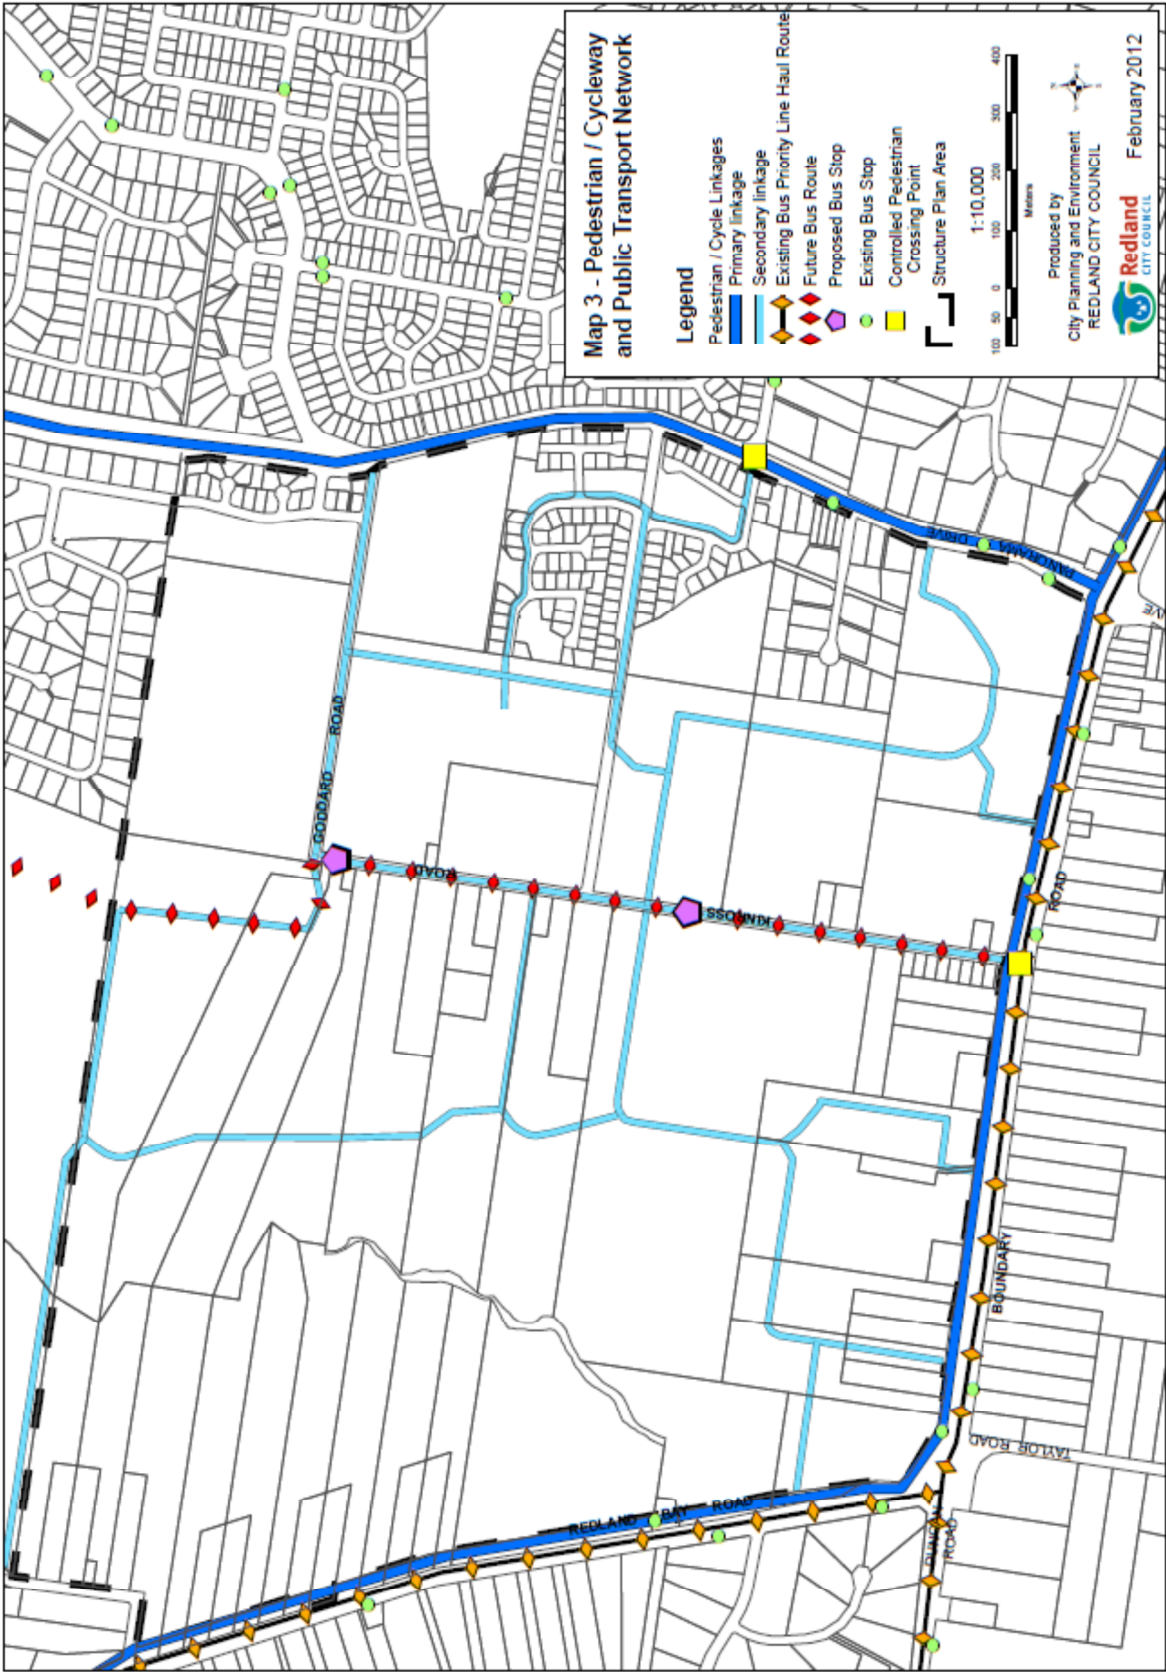 Map 3 - Pedestrian / Cycleway
and Public Transport Network
Legend
Pedestrian / Cycle Linkages
Primary linkage
Secondary linkage
Existing Bus Priority Line Haul Route
Future Bus Route
Proposed Bus Stop
Existing Bus Stop
Controlled Pedestrian
Crossing Point
Structure Plan Area
1:10,000
100 50 0 100 200 300 400
Meters
Produced by
City Planning and Environment
REDLAND CITY COUNCIL
Redland
CITY COUNCIL
February 2012
GODDARD ROAD
KINROSS ROAD
PANORAMA DRIVE
BOUNDARY ROAD
REDLAND BAY ROAD
TAYLOR ROAD
DUNCAN
ROAD